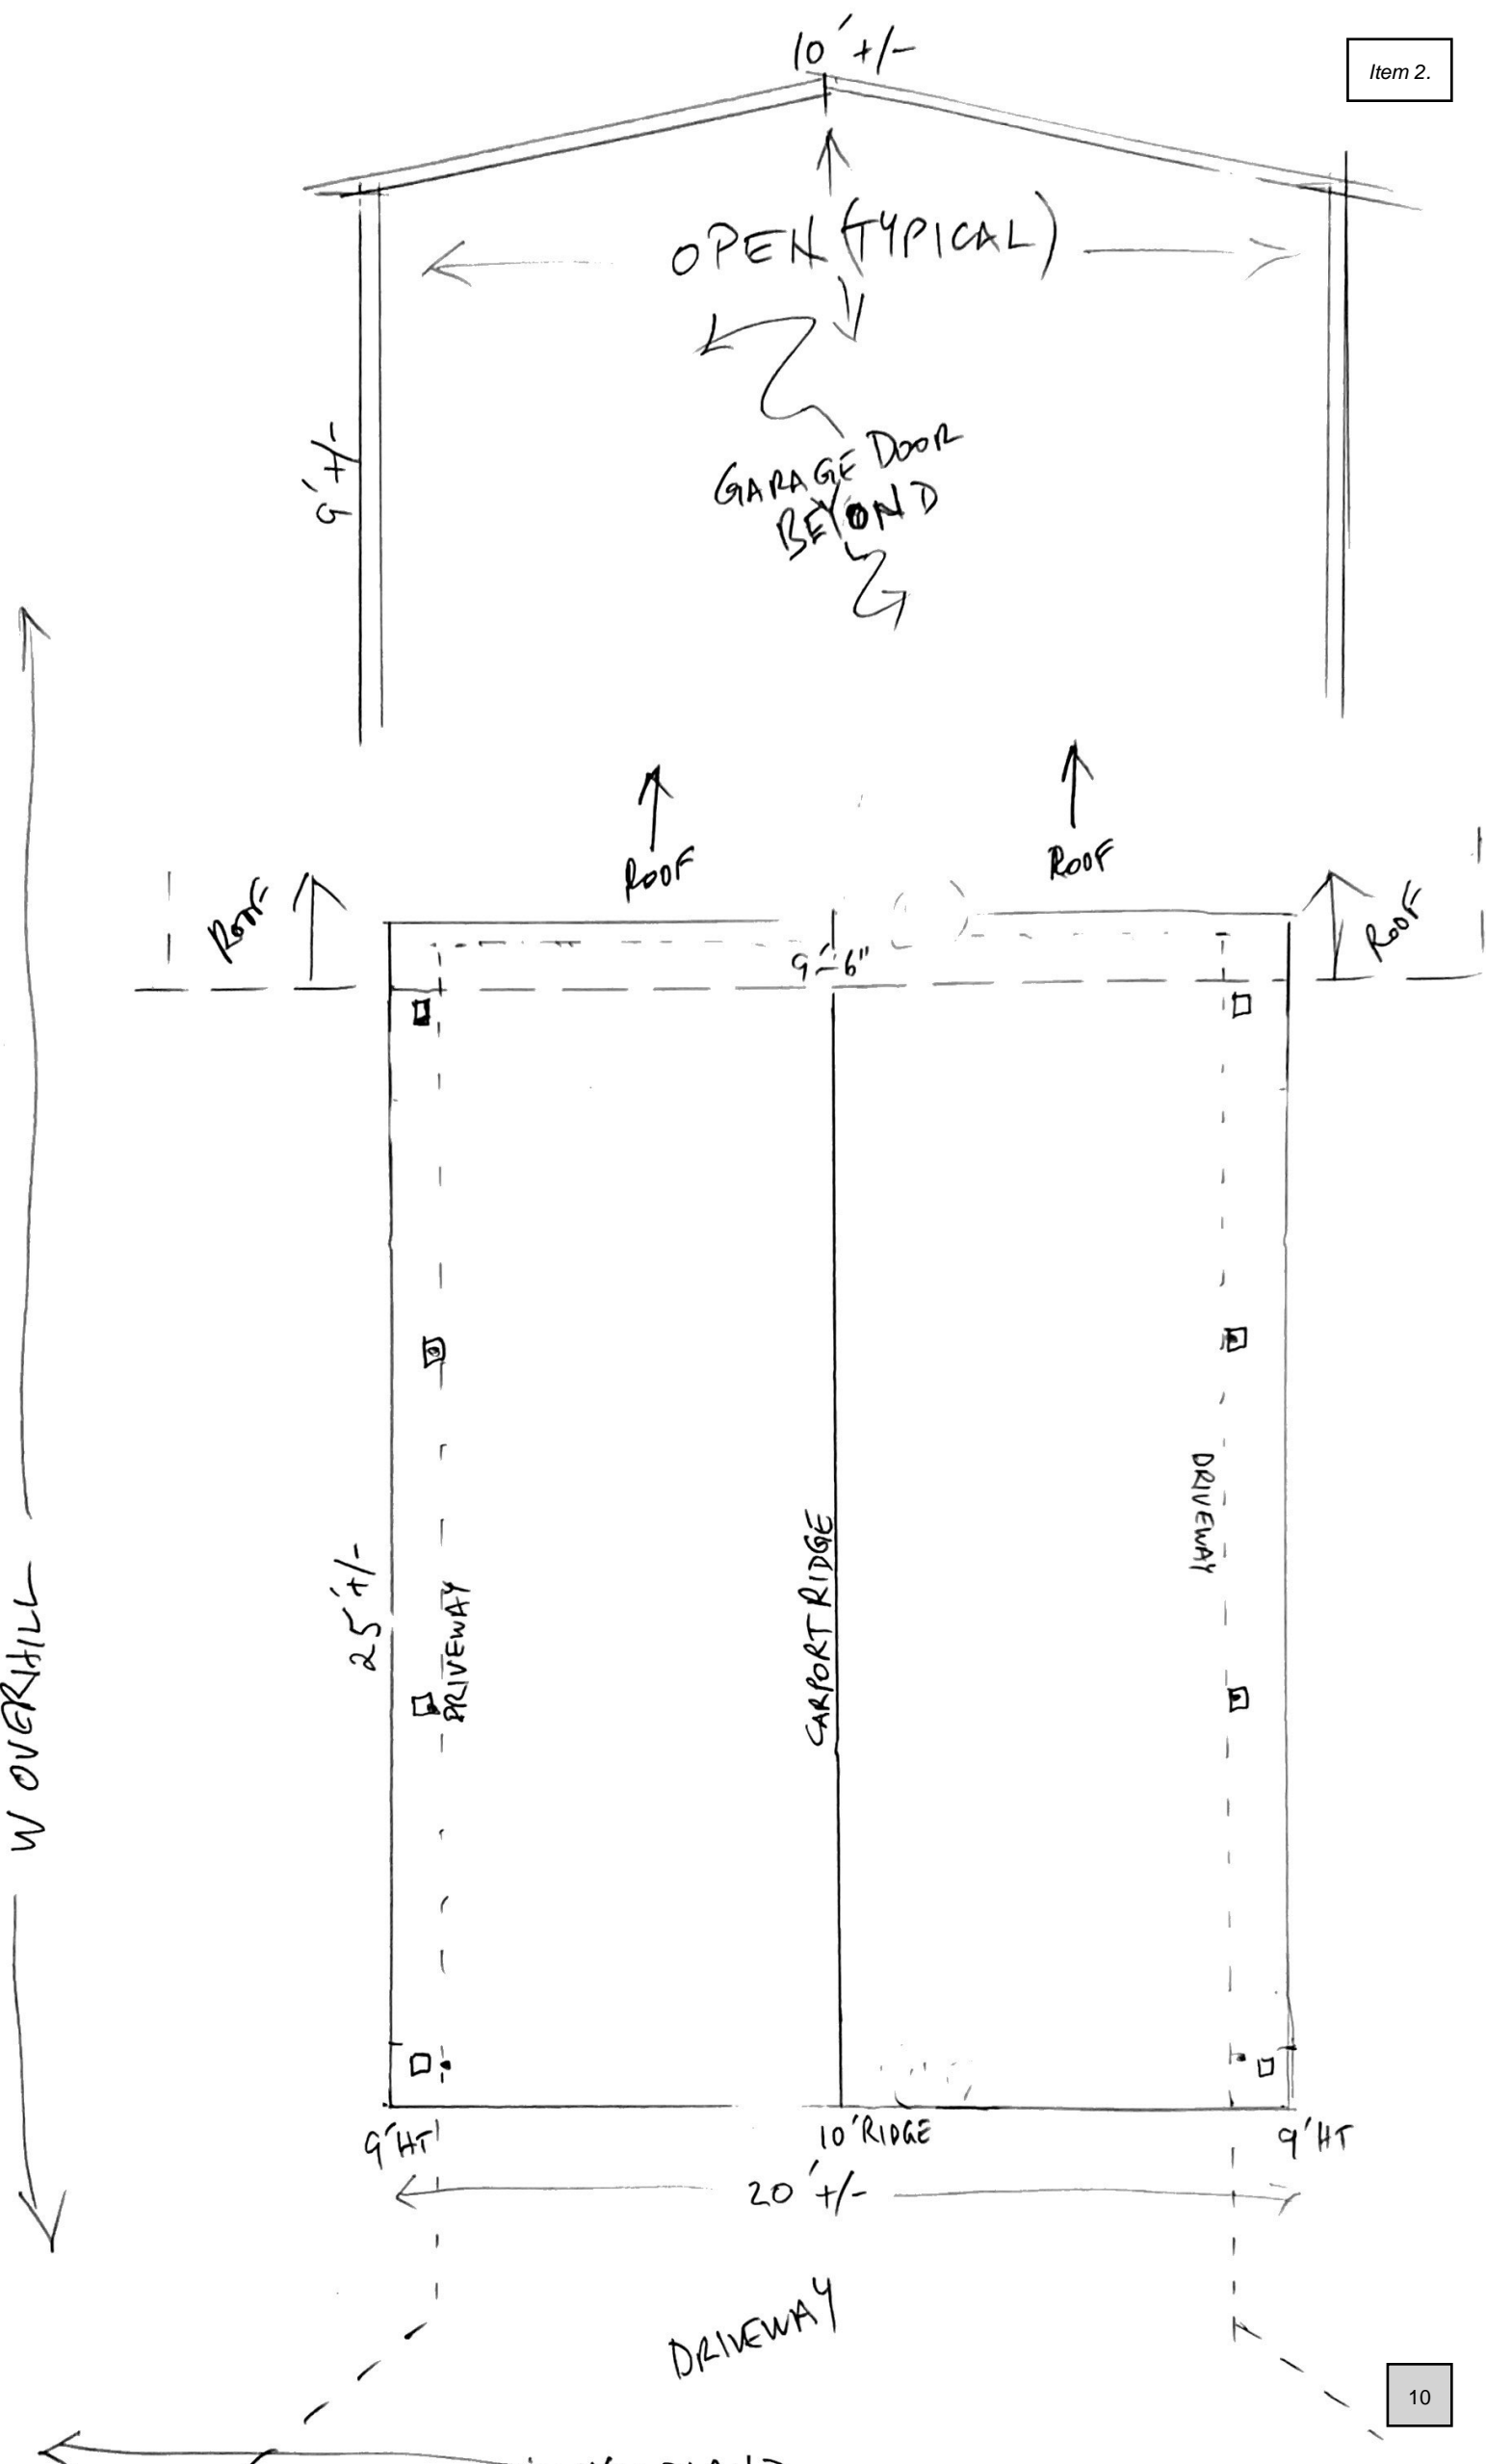 Item 2.
10' +/-
OPEN (TYPICAL)
9' +/-
GARAGE DOOR
BEYOND
ROOF
ROOF
ROOF
ROOF
9'-6"
W OVERHILL
25' +/-
DRIVEWAY
CARPORT RIDGE
DRIVEWAY
9' HT
10' RIDGE
9' HT
20' +/-
DRIVEWAY
10